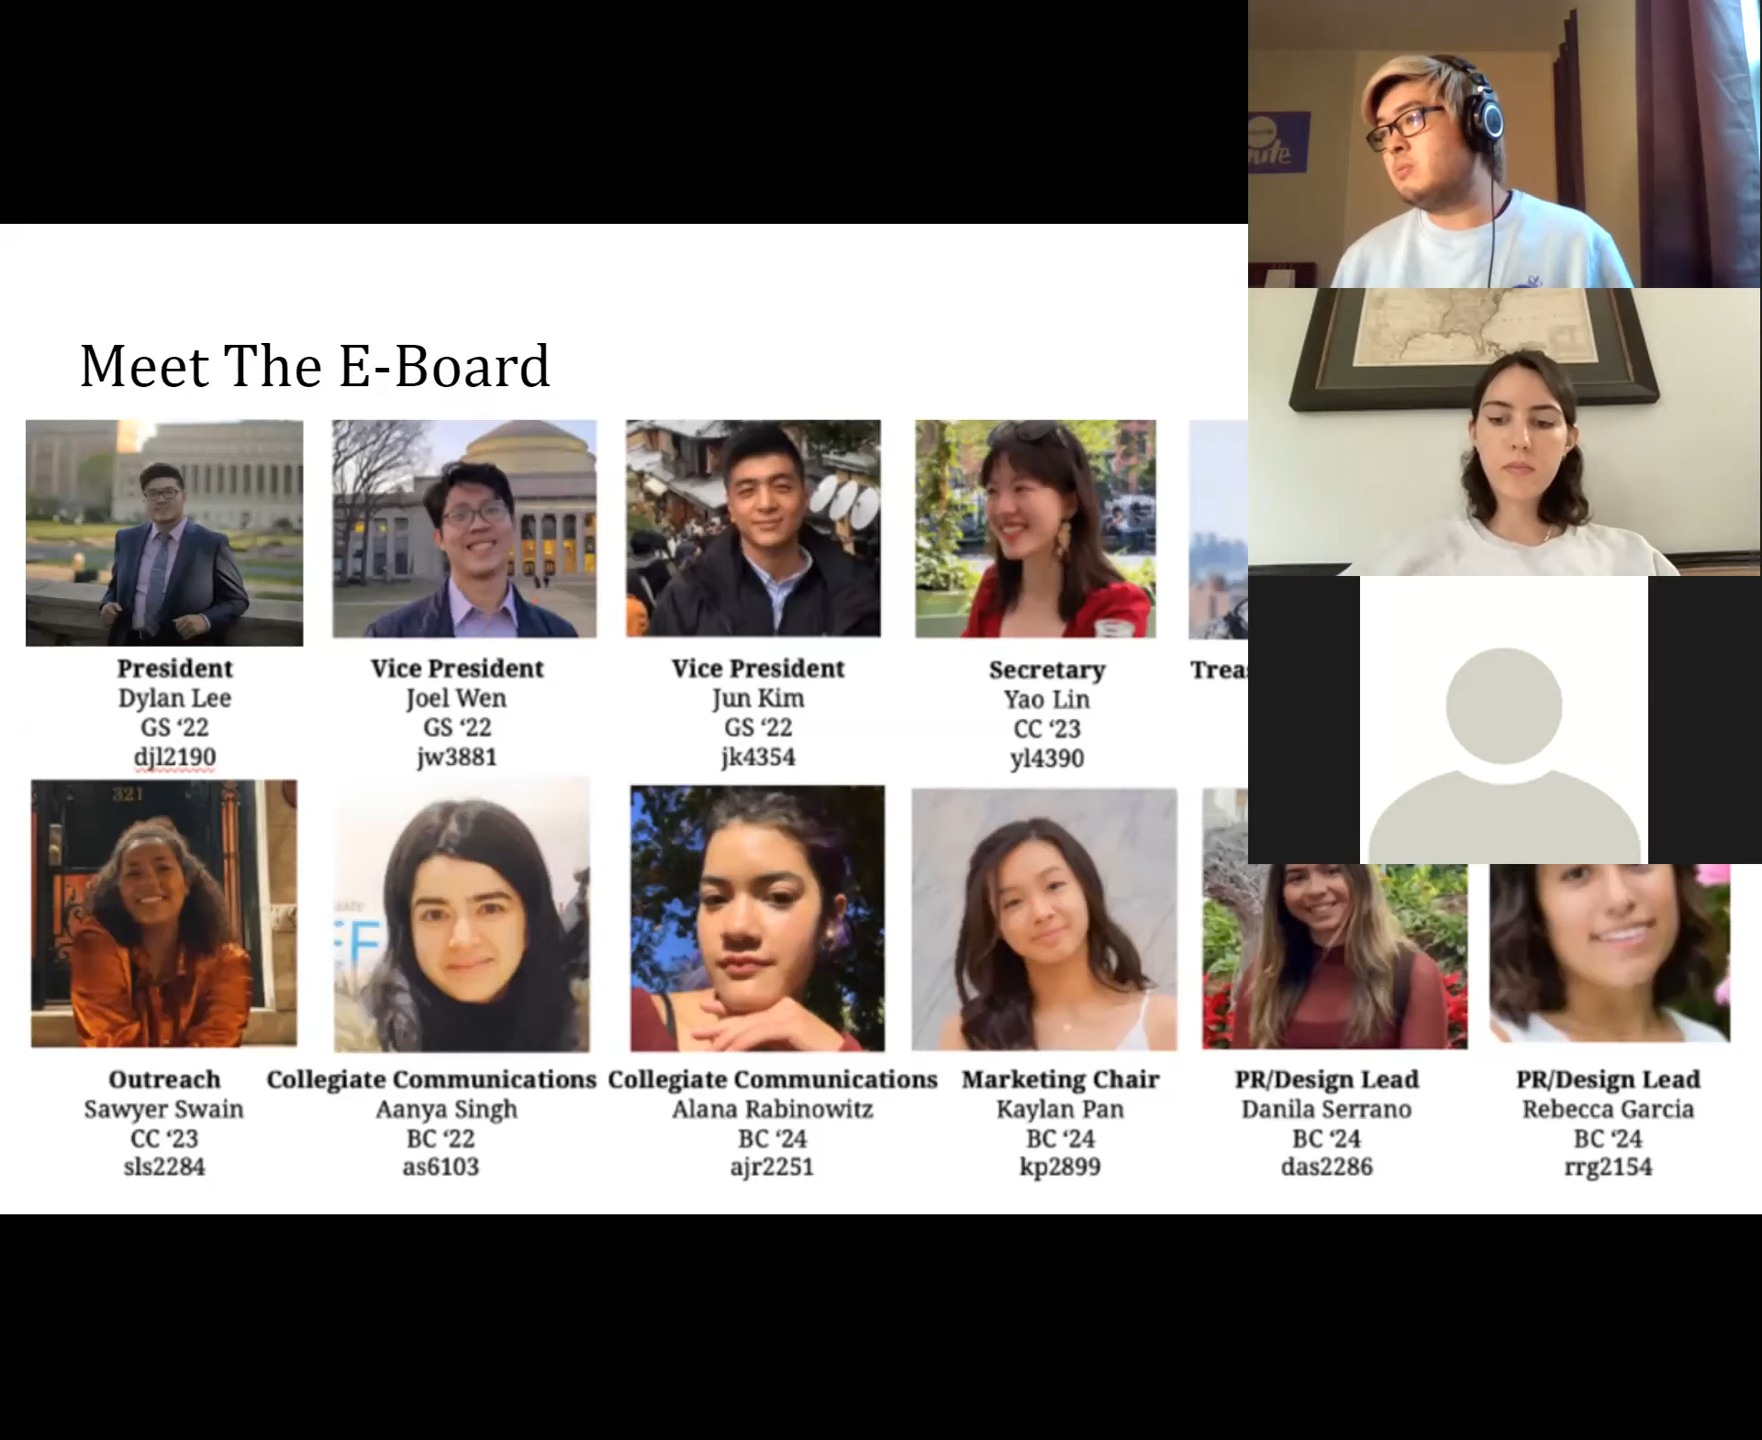 Meet The E-Board
President
Dylan Lee
GS ‘22
djl2190
Vice President
Joel Wen
GS ‘22
jw3881
Vice President
Jun Kim
GS ‘22
jk4354
Secretary
Yao Lin
CC ‘23
yl4390
Treas
321
Outreach
Sawyer Swain
CC ‘23
sls2284
Collegiate Communications
Aanya Singh
BC ‘22
as6103
Collegiate Communications
Alana Rabinowitz
BC ‘24
ajr2251
Marketing Chair
Kaylan Pan
BC ‘24
kp2899
PR/Design Lead
Danila Serrano
BC ‘24
das2286
PR/Design Lead
Rebecca Garcia
BC ‘24
rrg2154